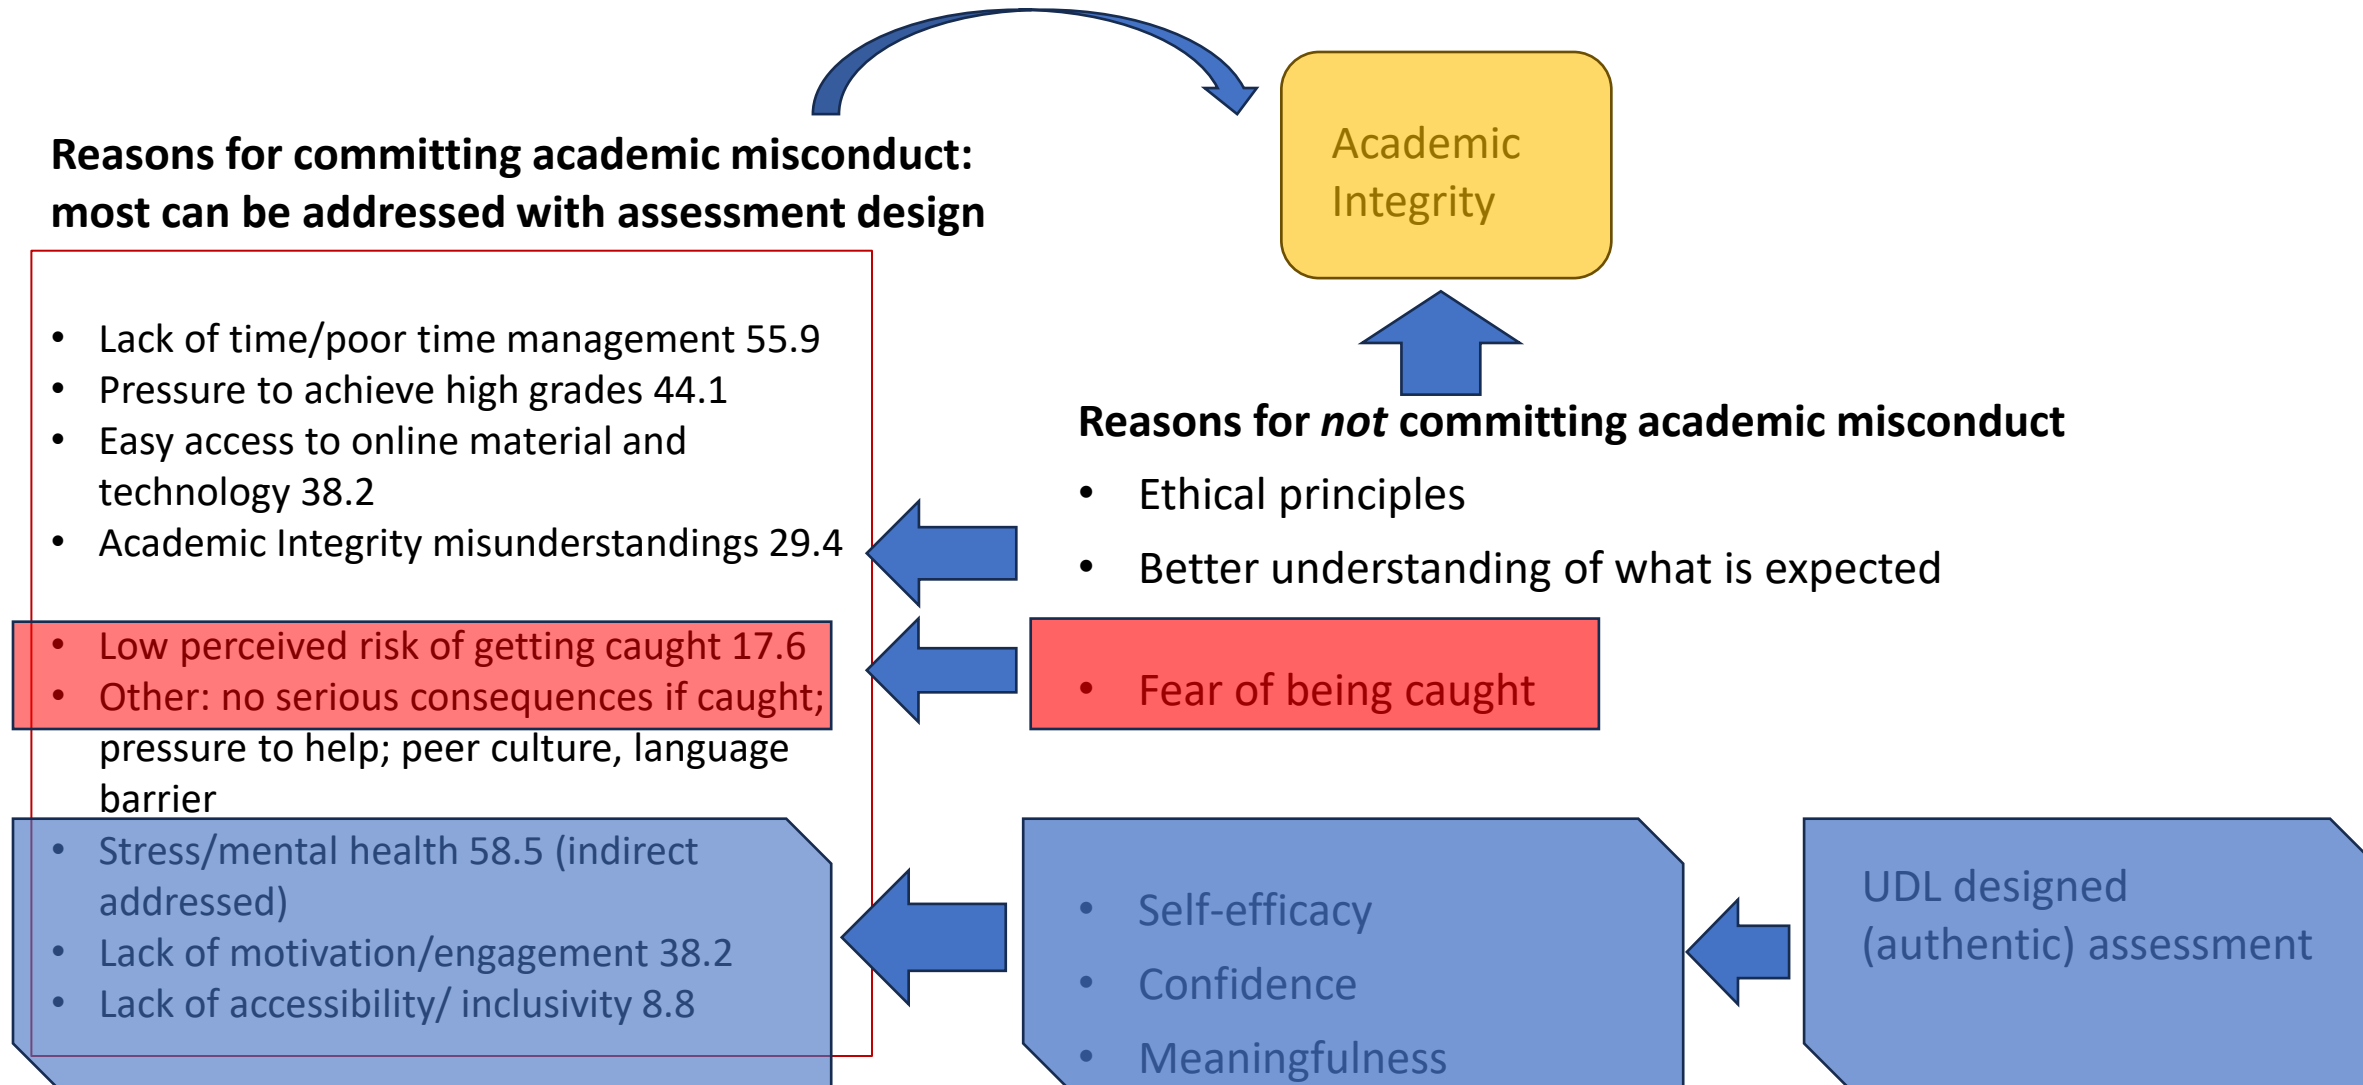 Reasons for committing academic misconduct:
most can be addressed with assessment design
• Lack of time/poor time management 55.9
• Pressure to achieve high grades 44.1
• Easy access to online material and
technology 38.2
• Academic Integrity misunderstandings 29.4
• Low perceived risk of getting caught 17.6
• Other: no serious consequences if caught;
pressure to help; peer culture, language
barrier
• Stress/mental health 58.5 (indirect
addressed)
• Lack of motivation/engagement 38.2
• Lack of accessibility/ inclusivity 8.8
Academic
Integrity
Reasons for not committing academic misconduct
• Ethical principles
• Better understanding of what is expected
• Fear of being caught
• Self-efficacy
• Confidence
• Meaningfulness
UDL designed
(authentic) assessment